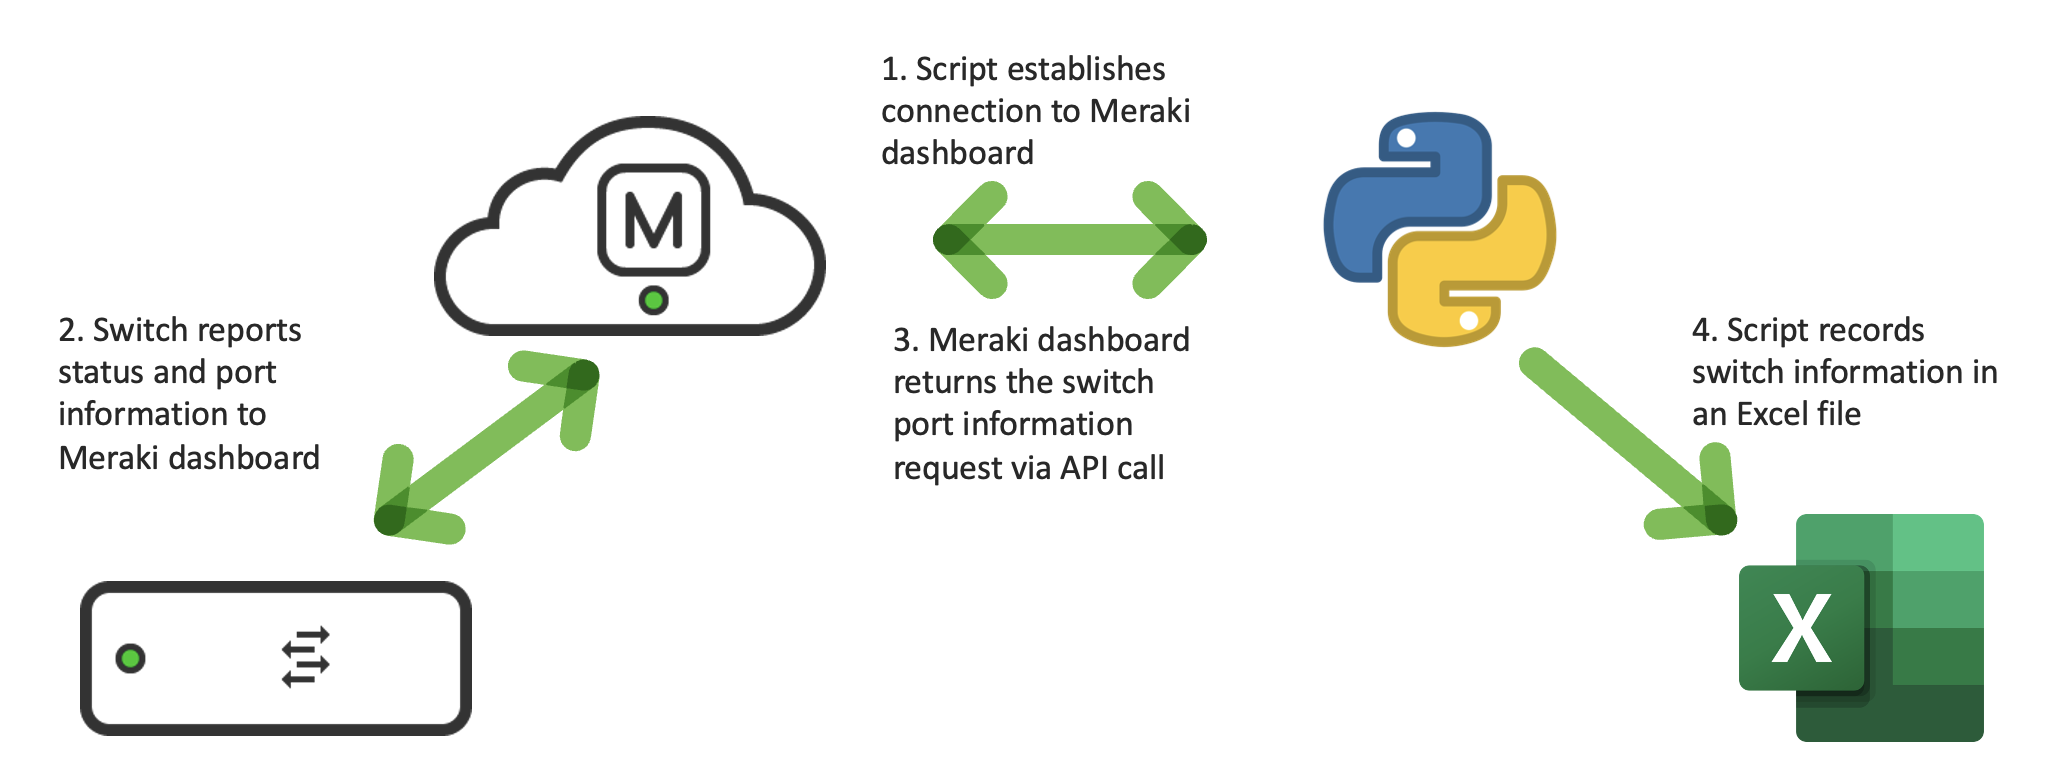 1. Script establishes
connection to Meraki
dashboard
M
2. Switch reports
status and port
information to
Meraki dashboard
3. Meraki dashboard
returns the switch
port information
request via API call
4. Script records
switch information in
an Excel file
X